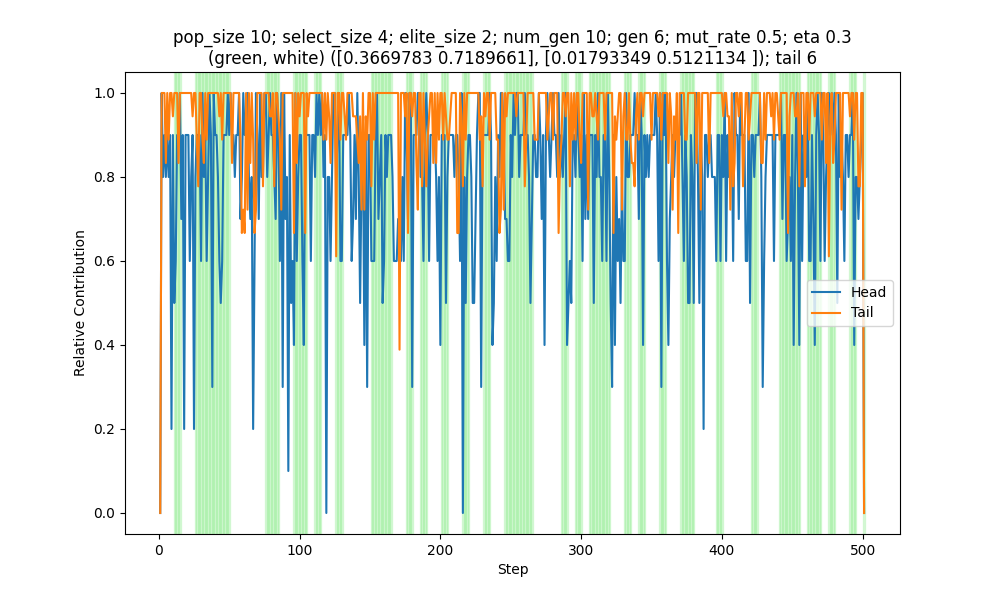 pop_size 10; select_size 4; elite_size 2; num_gen 10; gen 6; mut_rate 0.5; eta 0.3
(green, white) ([0.3669783 0.7189661], [0.01793349 0.5121134 ]); tail 6
1.0
0.8
0.6
0.4
0.2
0.0
Relative Contribution
Head
Tail
0
100
200
300
400
500
Step